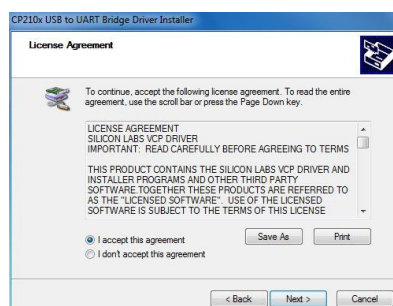 CP210x USB to UART Bridge Driver Installer
License Agreement
To continue, accept the following license agreement. To read the entire
agreement, use the scroll bar or press the Page Down key.
LICENSE AGREEMENT
SILICON LABS VCP DRIVER
IMPORTANT:  READ CAREFULLY BEFORE AGREEING TO TERMS
THIS PRODUCT CONTAINS THE SILICON LABS VCP DRIVER AND
INSTALLER PROGRAMS AND OTHER THIRD PARTY
SOFTWARE.TOGETHER THESE PRODUCTS ARE REFERRED TO
AS THE "LICENSED SOFTWARE".  USE OF THE LICENSED
SOFTWARE IS SUBJECT TO THE TERMS OF THIS LICENSE
I accept this agreement
Save As
Print
I don't accept this agreement
< Back
Next >
Cancel